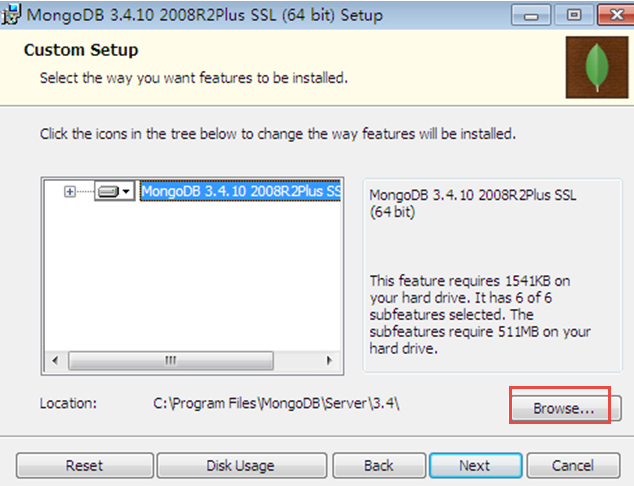 MongoDB 3.4.10 2008R2Plus SSL (64 bit) Setup
Custom Setup
Select the way you want features to be installed.
Click the icons in the tree below to change the way features will be installed.
MongoDB 3.4.10 2008R2Plus SS
MongoDB 3.4.10 2008R2Plus SSL
(64 bit)
This feature requires 1541KB on
your hard drive. It has 6 of 6
subfeatures selected. The
subfeatures require 511MB on your
hard drive.
Location: C:\Program Files\MongoDB\Server\3.4\
Browse...
Reset Disk Usage Back Next Cancel